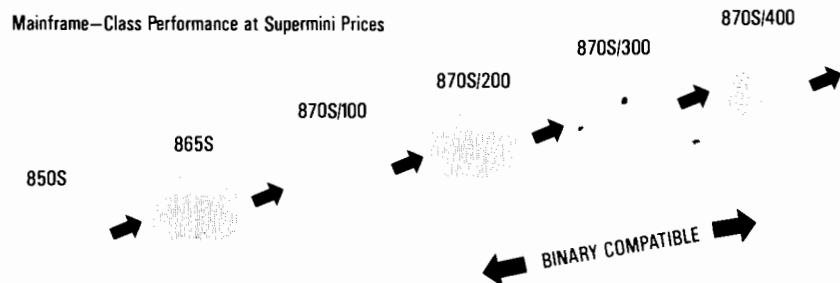 Mainframe–Class Performance at Supermini Prices
850S
865S
870S/100
870S/200
870S/300
870S/400
BINARY COMPATIBLE